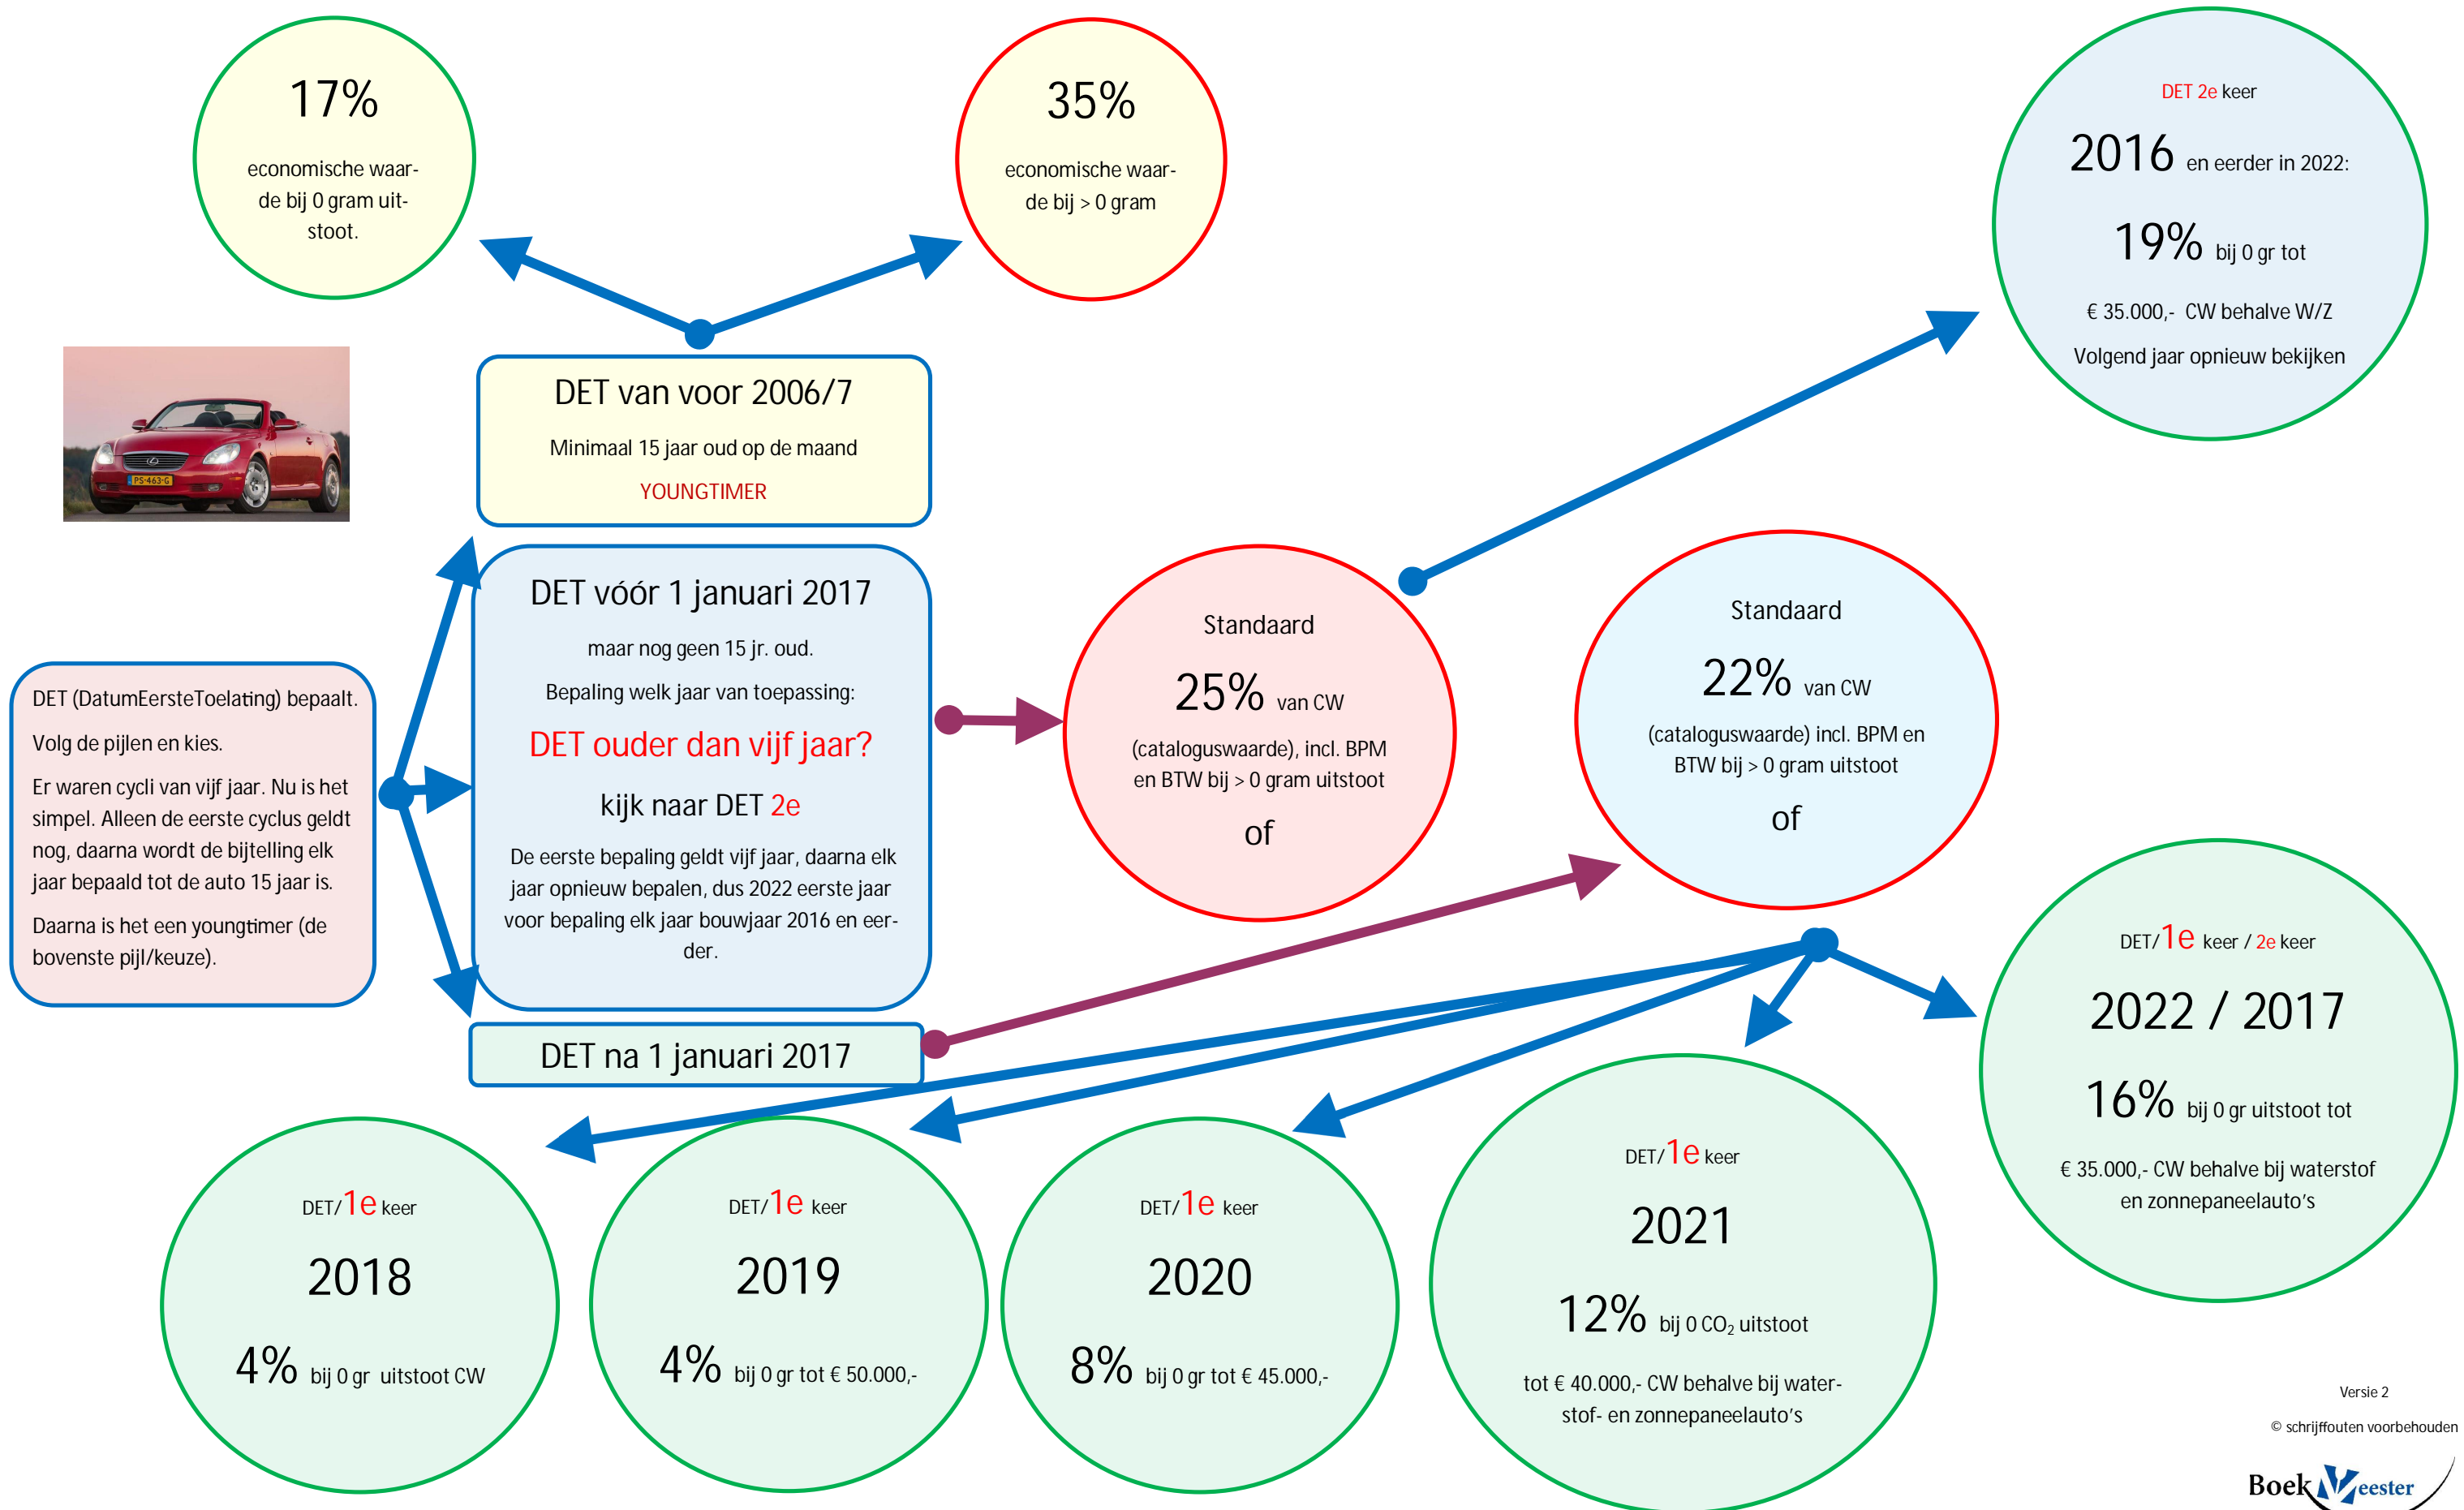 17%
economische waar-
de bij 0 gram uit-
stoot.
35%
economische waar-
de bij > 0 gram
DET 2e keer
2016 en eerder in 2022:
19% bij 0 gr tot
€ 35.000,- CW behalve W/Z
Volgend jaar opnieuw bekijken
DET van voor 2006/7
Minimaal 15 jaar oud op de maand
YOUNGTIMER
PS-463-G
DET (DatumEersteToelating) bepaalt.
Volg de pijlen en kies.
Er waren cycli van vijf jaar. Nu is het
simpel. Alleen de eerste cyclus geldt
nog, daarna wordt de bijtelling elk
jaar bepaald tot de auto 15 jaar is.
Daarna is het een youngtimer (de
bovenste pijl/keuze).
DET vóór 1 januari 2017
maar nog geen 15 jr. oud.
Bepaling welk jaar van toepassing:
DET ouder dan vijf jaar?
kijk naar DET 2e
De eerste bepaling geldt vijf jaar, daarna elk
jaar opnieuw bepalen, dus 2022 eerste jaar
voor bepaling elk jaar bouwjaar 2016 en eer-
der.
Standaard
25% van CW
(cataloguswaarde), incl. BPM
en BTW bij > 0 gram uitstoot
of
Standaard
22% van CW
(cataloguswaarde) incl. BPM en
BTW bij > 0 gram uitstoot
of
DET na 1 januari 2017
DET/1e keer / 2e keer
2022 / 2017
16% bij 0 gr uitstoot tot
€ 35.000,- CW behalve bij waterstof
en zonnepaneelauto's
DET/1e keer
2018
4% bij 0 gr uitstoot CW
DET/1e keer
2019
4% bij 0 gr tot € 50.000,-
DET/1e keer
2020
8% bij 0 gr tot € 45.000,-
DET/1e keer
2021
12% bij 0 CO₂ uitstoot
tot € 40.000,- CW behalve bij water-
stof- en zonnepaneelauto's
Versie 2
© schrijffouten voorbehouden
Boek eester